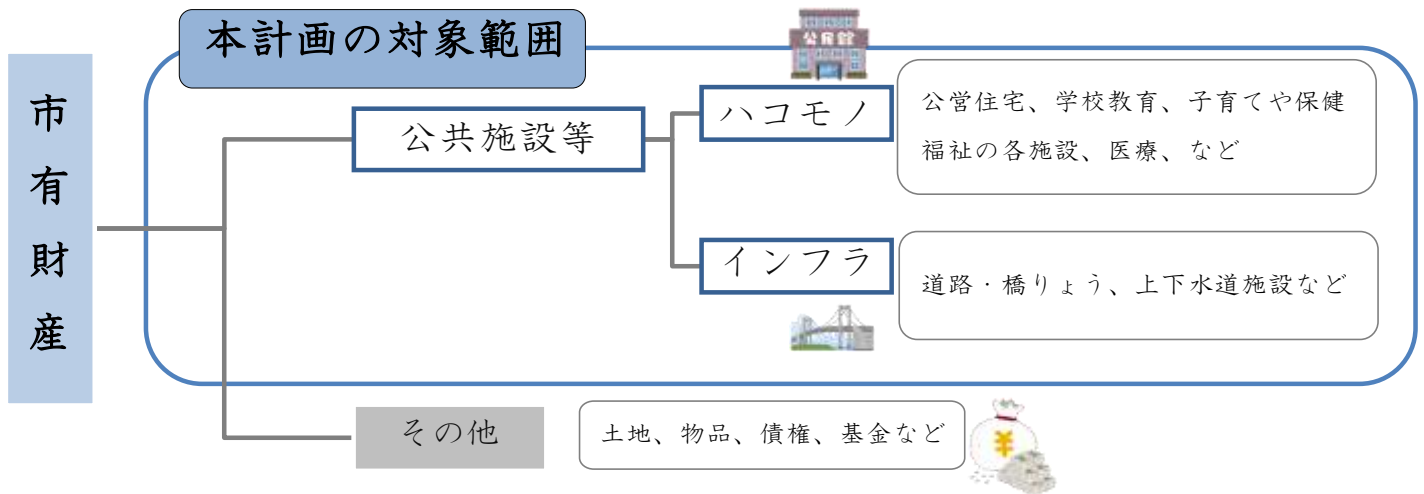 本計画の対象範囲
市有財産
公共施設等
公民館
ハコモノ
公営住宅、学校教育、子育てや保健
福祉の各施設、医療、など
インフラ
道路・橋りょう、上下水道施設など
その他
土地、物品、債権、基金など
¥